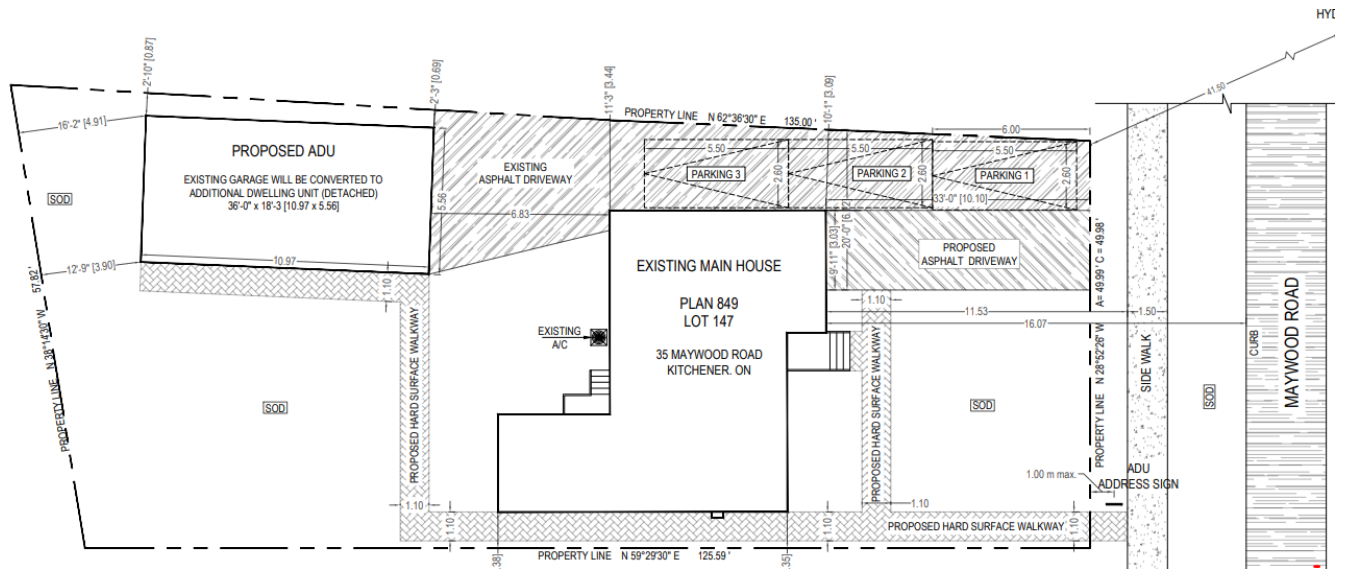 HYD
2'-10" [0.87]
2'-3" [0.69]
11'-3" [3.44]
10'-1" [3.09]
41.50
PROPERTY LINE N 62°36'30" E 135.00 '
16'-2" [4.91]
6.00
5.50
5.50
5.50
PROPOSED ADU
EXISTING GARAGE WILL BE CONVERTED TO
ADDITIONAL DWELLING UNIT (DETACHED)
36'-0" x 18'-3 [10.97 x 5.56]
5.56
EXISTING
ASPHALT DRIVEWAY
PARKING 3
2.60
PARKING 2
2.60
PARKING 1
2.60
33'-0" [10.10]
SOD
6.83
9'-11" [3.03]
PROPOSED
ASPHALT DRIVEWAY
12'-9" [3.90]
10.97
1.10
EXISTING MAIN HOUSE
PLAN 849
LOT 147
35 MAYWOOD ROAD
KITCHENER. ON
1.10
11.53
1.50
16.07
EXISTING
A/C
PROPERTY LINE N 38°14'30" W 57.82'
SOD
PROPOSED HARD SURFACE WALKWAY
PROPOSED HARD SURFACE WALKWAY
SOD
PROPERTY LINE N 28°52'26" W A= 49.99' C = 49.98'
SIDE WALK
SOD
CURB
MAYWOOD ROAD
1.00 m max.
ADU
ADDRESS SIGN
1.10
1.10
1.10
1.10
1.10
PROPOSED HARD SURFACE WALKWAY
PROPERTY LINE N 59°29'30" E 125.59 '
.38]
.35]